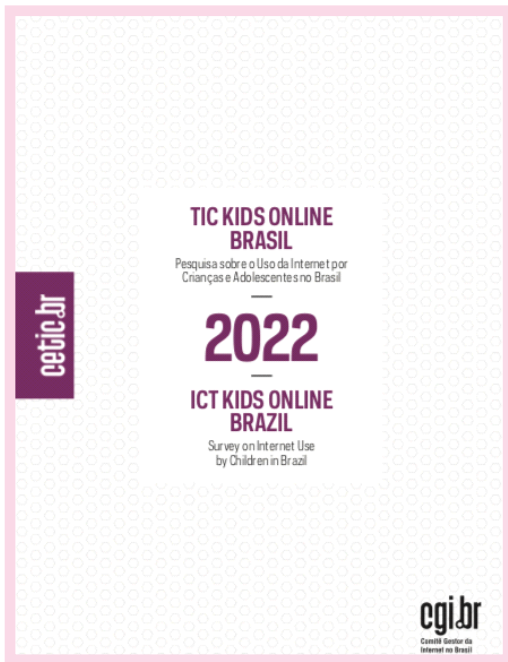 TIC KIDS ONLINE
BRASIL
Pesquisa sobre o Uso da Internet por
Crianças e Adolescentes no Brasil
2022
ICT KIDS ONLINE
BRAZIL
Survey on Internet Use
by Children in Brazil
cetic.br
cgi.br
Comitê Gestor da
Internet no Brasil